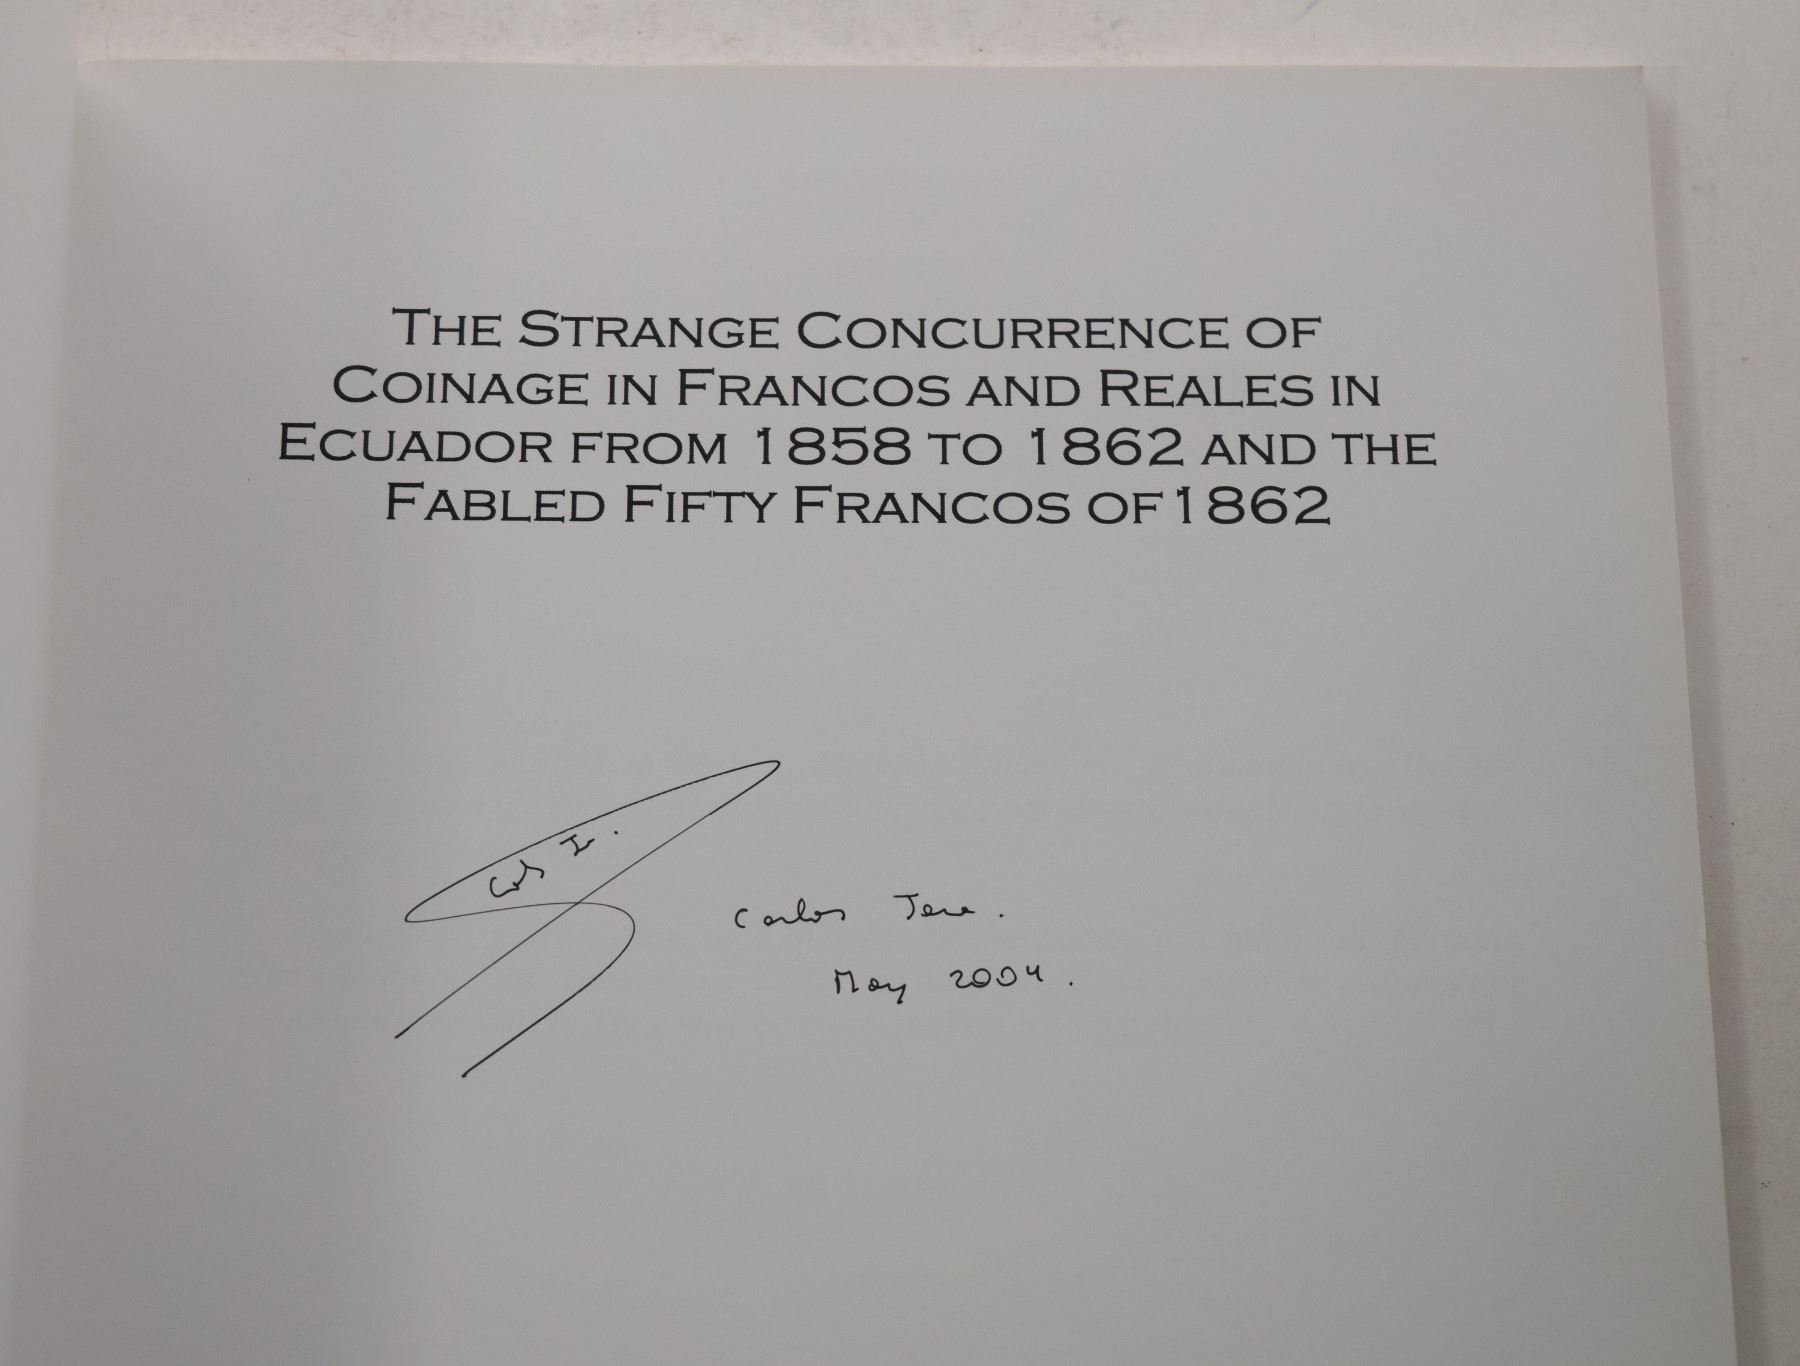 THE STRANGE CONCURRENCE OF
COINAGE IN FRANCOS AND REALES IN
ECUADOR FROM 1858 TO 1862 AND THE
FABLED FIFTY FRANCOS OF 1862
Carlos Jara.
May 2004.